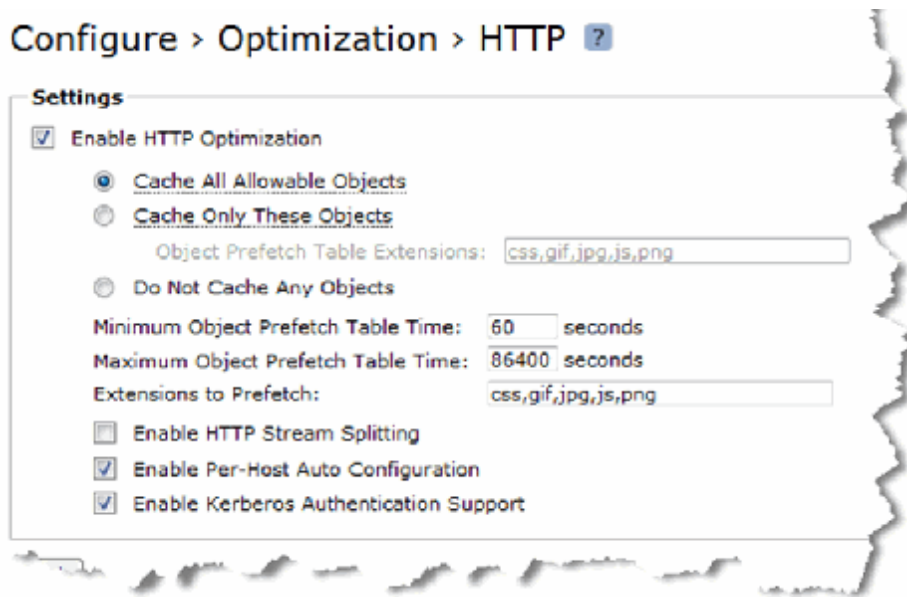 Configure > Optimization > HTTP ?
Settings
Enable HTTP Optimization
Cache All Allowable Objects
Cache Only These Objects
Object Prefetch Table Extensions: css,gif,jpg,js,png
Do Not Cache Any Objects
Minimum Object Prefetch Table Time: 60 seconds
Maximum Object Prefetch Table Time: 86400 seconds
Extensions to Prefetch: css,gif,jpg,js,png
Enable HTTP Stream Splitting
Enable Per-Host Auto Configuration
Enable Kerberos Authentication Support